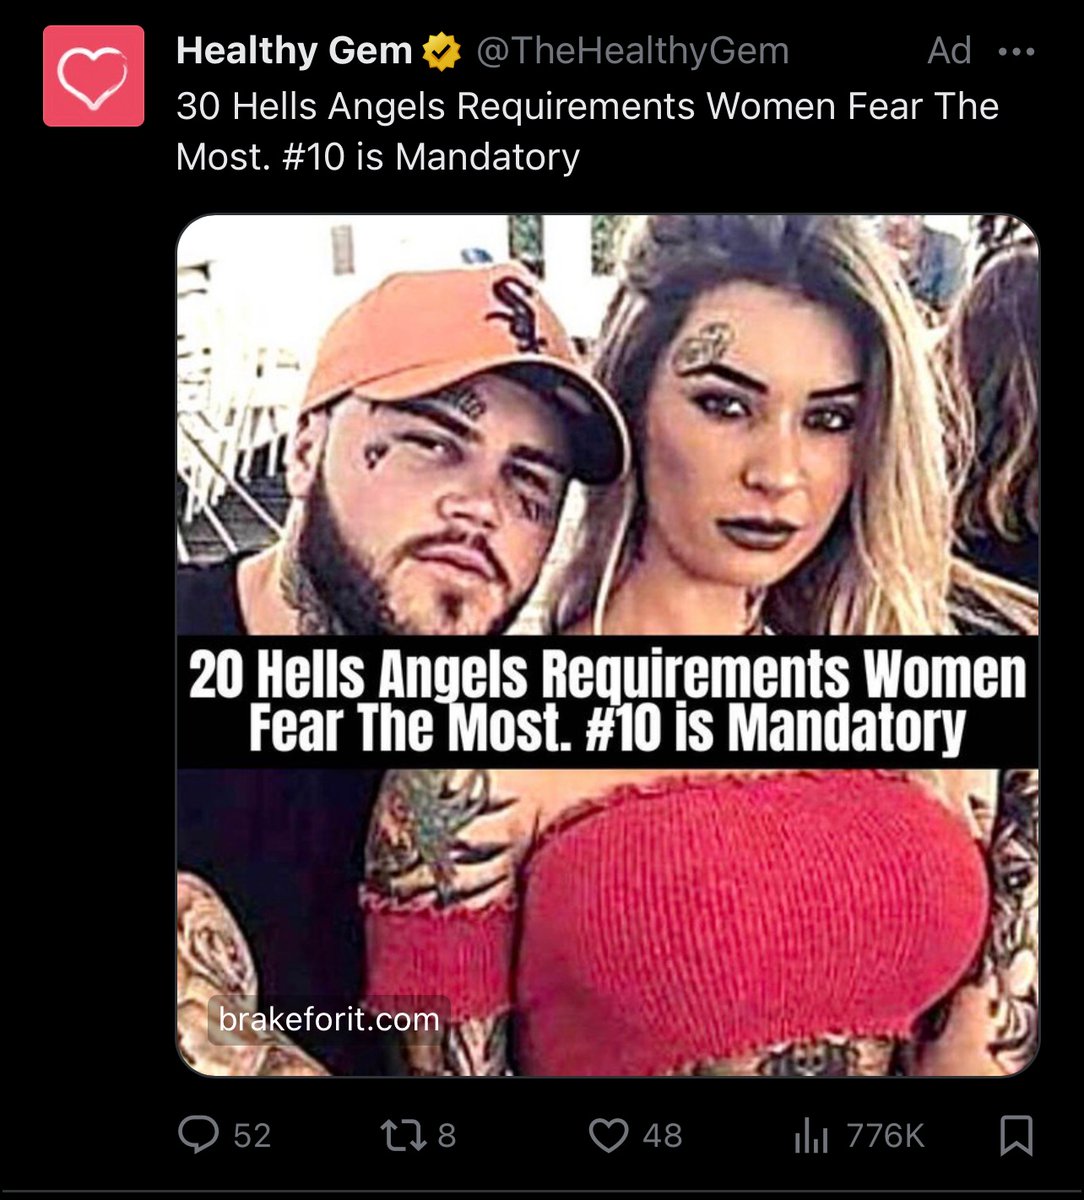 Healthy Gem @TheHealthyGem Ad
30 Hells Angels Requirements Women Fear The
Most. #10 is Mandatory
Sox
20 Hells Angels Requirements Women
Fear The Most. #10 is Mandatory
brakeforit.com
52 8 48 776K